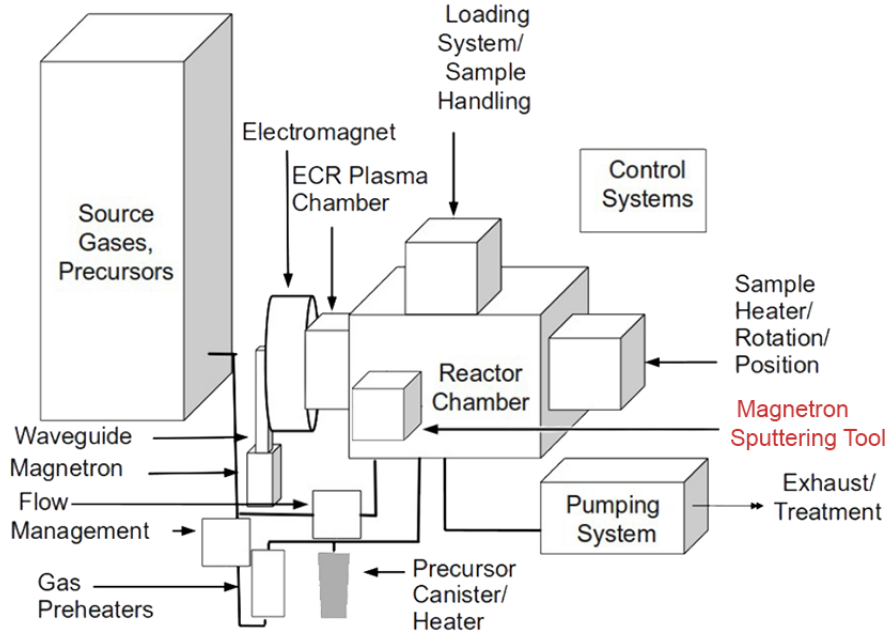 Loading
System/
Sample
Handling
Electromagnet
ECR Plasma
Chamber
Control
Systems
Source
Gases,
Precursors
Sample
Heater/
Rotation/
Position
Reactor
Chamber
Magnetron
Sputtering Tool
Waveguide
Magnetron
Flow
Management
Pumping
System
Exhaust/
Treatment
Gas
Preheaters
Precursor
Canister/
Heater